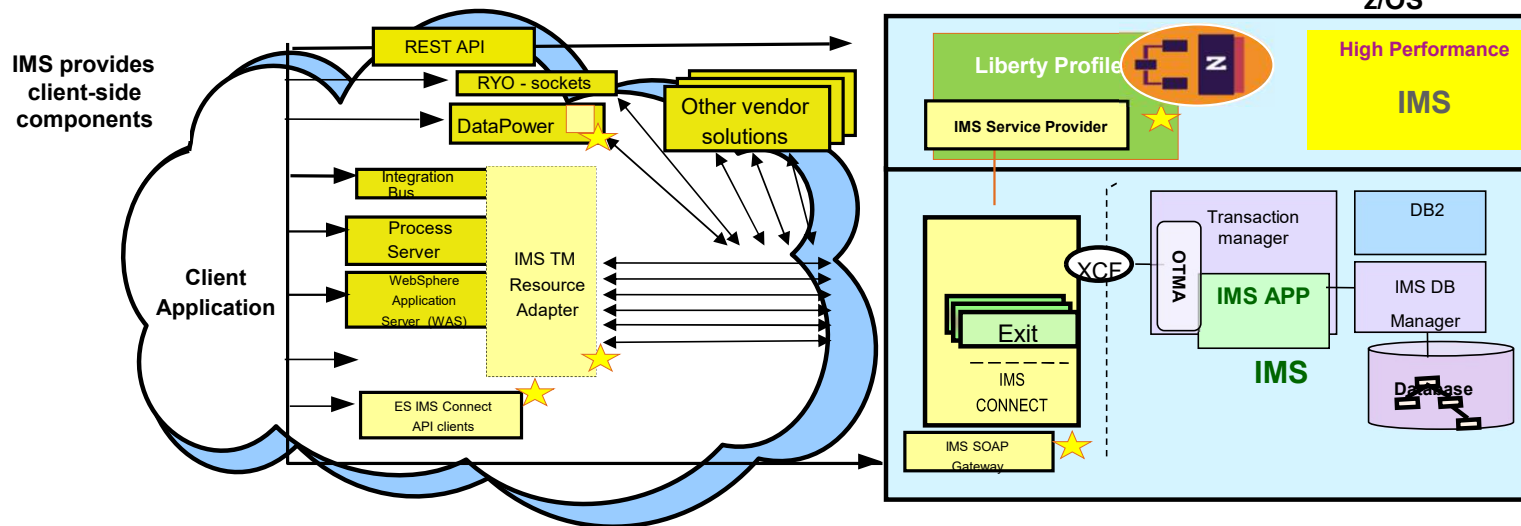 z/OS
IMS provides
client-side
components
REST API
RYO - sockets
DataPower
Other vendor
solutions
Integration
Bus
Process
Server
WebSphere
Application
Server (WAS)
IMS TM
Resource
Adapter
ES IMS Connect
API clients
Client
Application
Liberty Profile
Z
IMS Service Provider
High Performance
IMS
Exit
IMS
CONNECT
IMS SOAP
Gateway
XCF
OTMA
Transaction
manager
IMS APP
IMS
DB2
IMS DB
Manager
Database